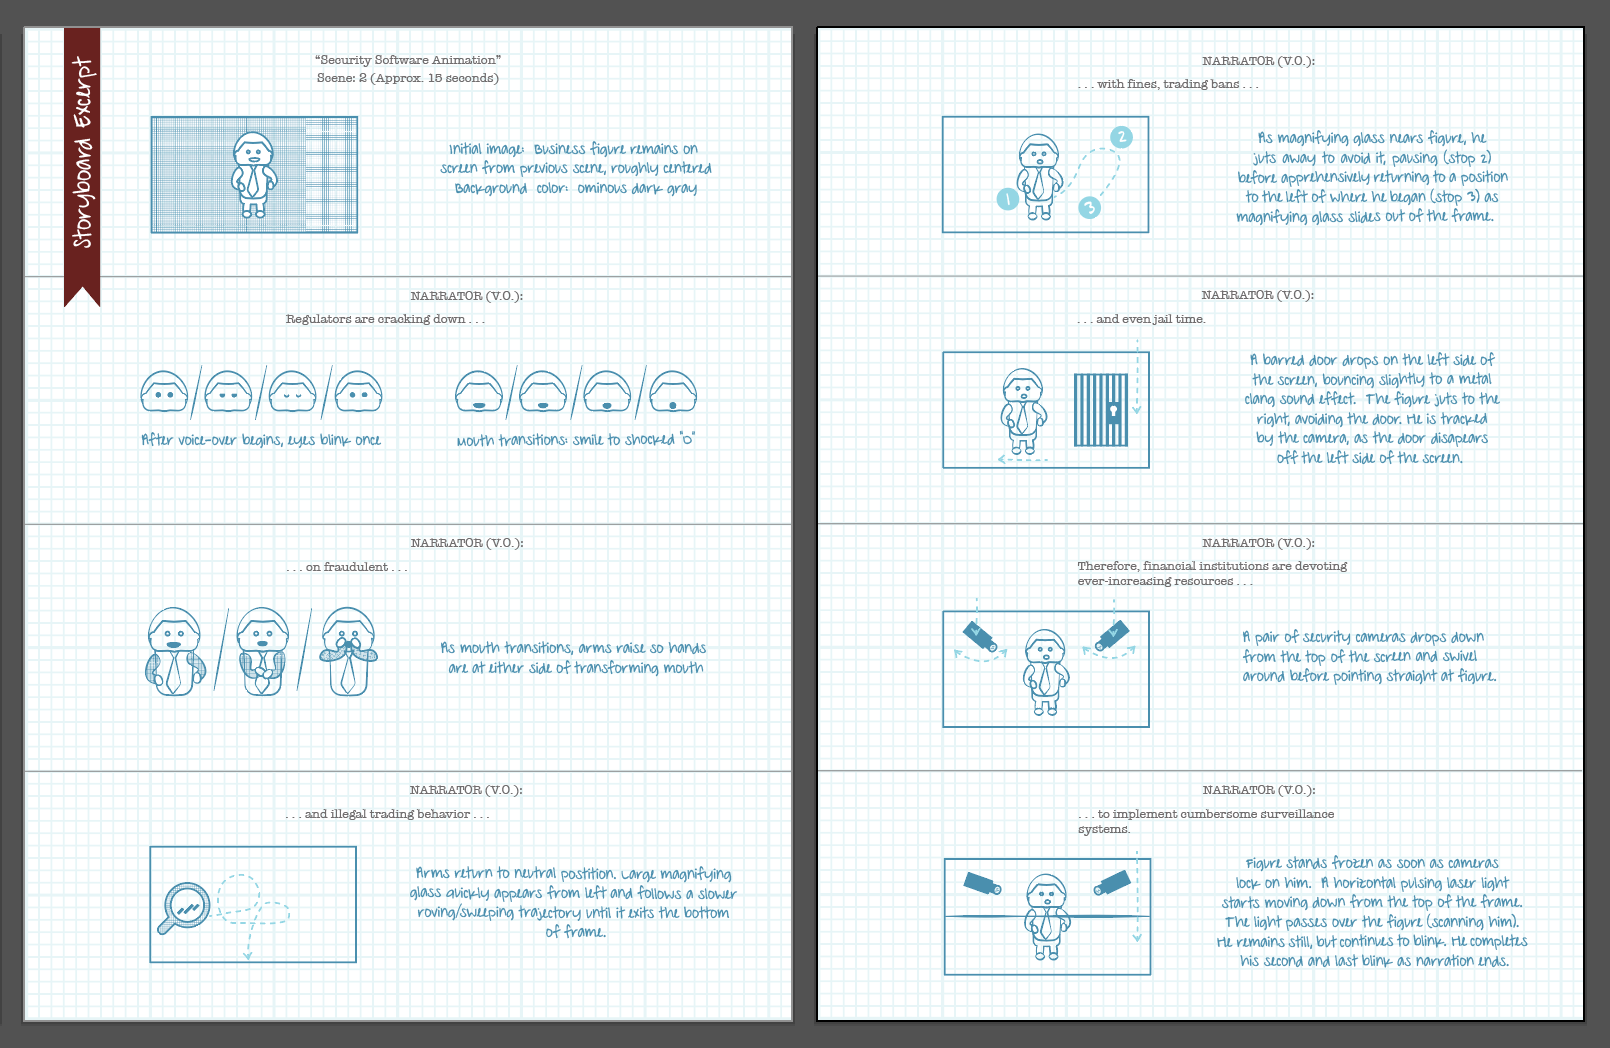 Storyboard Excerpt
“Security Software Animation”
Scene: 2 (Approx. 15 seconds)
Initial image: Business figure remains on
screen from previous scene, roughly centered
Background color: ominous dark gray
NARRATOR (V.O.):
Regulators are cracking down . . .
After voice-over begins, eyes blink once
Mouth transitions: smile to shocked "o"
NARRATOR (V.O.):
. . . on fraudulent . . .
As mouth transitions, arms raise so hands
are at either side of transforming mouth
NARRATOR (V.O.):
. . . and illegal trading behavior . . .
Arms return to neutral postition. Large magnifying
glass quickly appears from left and follows a slower
roving/sweeping trajectory until it exits the bottom
of frame.
NARRATOR (V.O.):
. . . with fines, trading bans . . .
1
2
3
As magnifying glass nears figure, he
juts away to avoid it, pausing (stop 2)
before apprehensively returning to a position
to the left of where he began (stop 3) as
magnifying glass slides out of the frame.
NARRATOR (V.O.):
. . . and even jail time.
A barred door drops on the left side of
the screen, bouncing slightly to a metal
clang sound effect. The figure juts to the
right, avoiding the door. He is tracked
by the camera, as the door disapears
off the left side of the screen.
NARRATOR (V.O.):
Therefore, financial institutions are devoting
ever-increasing resources . . .
A pair of security cameras drops down
from the top of the screen and swivel
around before pointing straight at figure.
NARRATOR (V.O.):
. . . to implement cumbersome surveillance
systems.
Figure stands frozen as soon as cameras
lock on him. A horizontal pulsing laser light
starts moving down from the top of the frame.
The light passes over the figure (scanning him).
He remains still, but continues to blink. He completes
his second and last blink as narration ends.